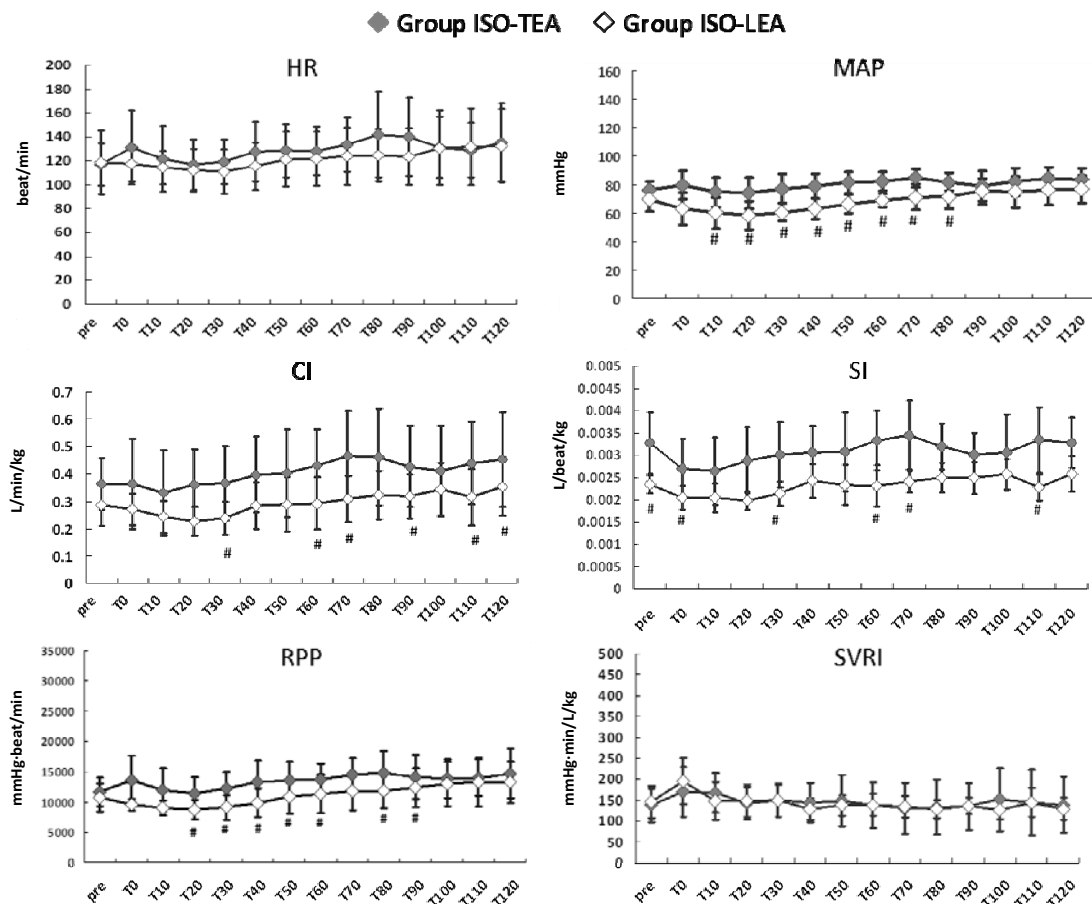 Group ISO-TEA Group ISO-LEA
HR
beat/min
200
180
160
140
120
100
80
60
40
20
0
pre T0 T10 T20 T30 T40 T50 T60 T70 T80 T90 T100 T110 T120
MAP
mmHg
160
140
120
100
80
60
40
20
0
# # # # # # # #
pre T0 T10 T20 T30 T40 T50 T60 T70 T80 T90 T100 T110 T120
CI
L/min/kg
0.7
0.6
0.5
0.4
0.3
0.2
0.1
0
# # # # # #
pre T0 T10 T20 T30 T40 T50 T60 T70 T80 T90 T100 T110 T120
SI
L/beat/kg
0.005
0.0045
0.004
0.0035
0.003
0.0025
0.002
0.0015
0.001
0.0005
0
# # # # # #
pre T0 T10 T20 T30 T40 T50 T60 T70 T80 T90 T100 T110 T120
RPP
mmHg·beat/min
35000
30000
25000
20000
15000
10000
5000
0
# # # # # # #
pre T0 T10 T20 T30 T40 T50 T60 T70 T80 T90 T100 T110 T120
SVRI
mmHg·min/L/kg
500
450
400
350
300
250
200
150
100
50
0
pre T0 T10 T20 T30 T40 T50 T60 T70 T80 T90 T100 T110 T120